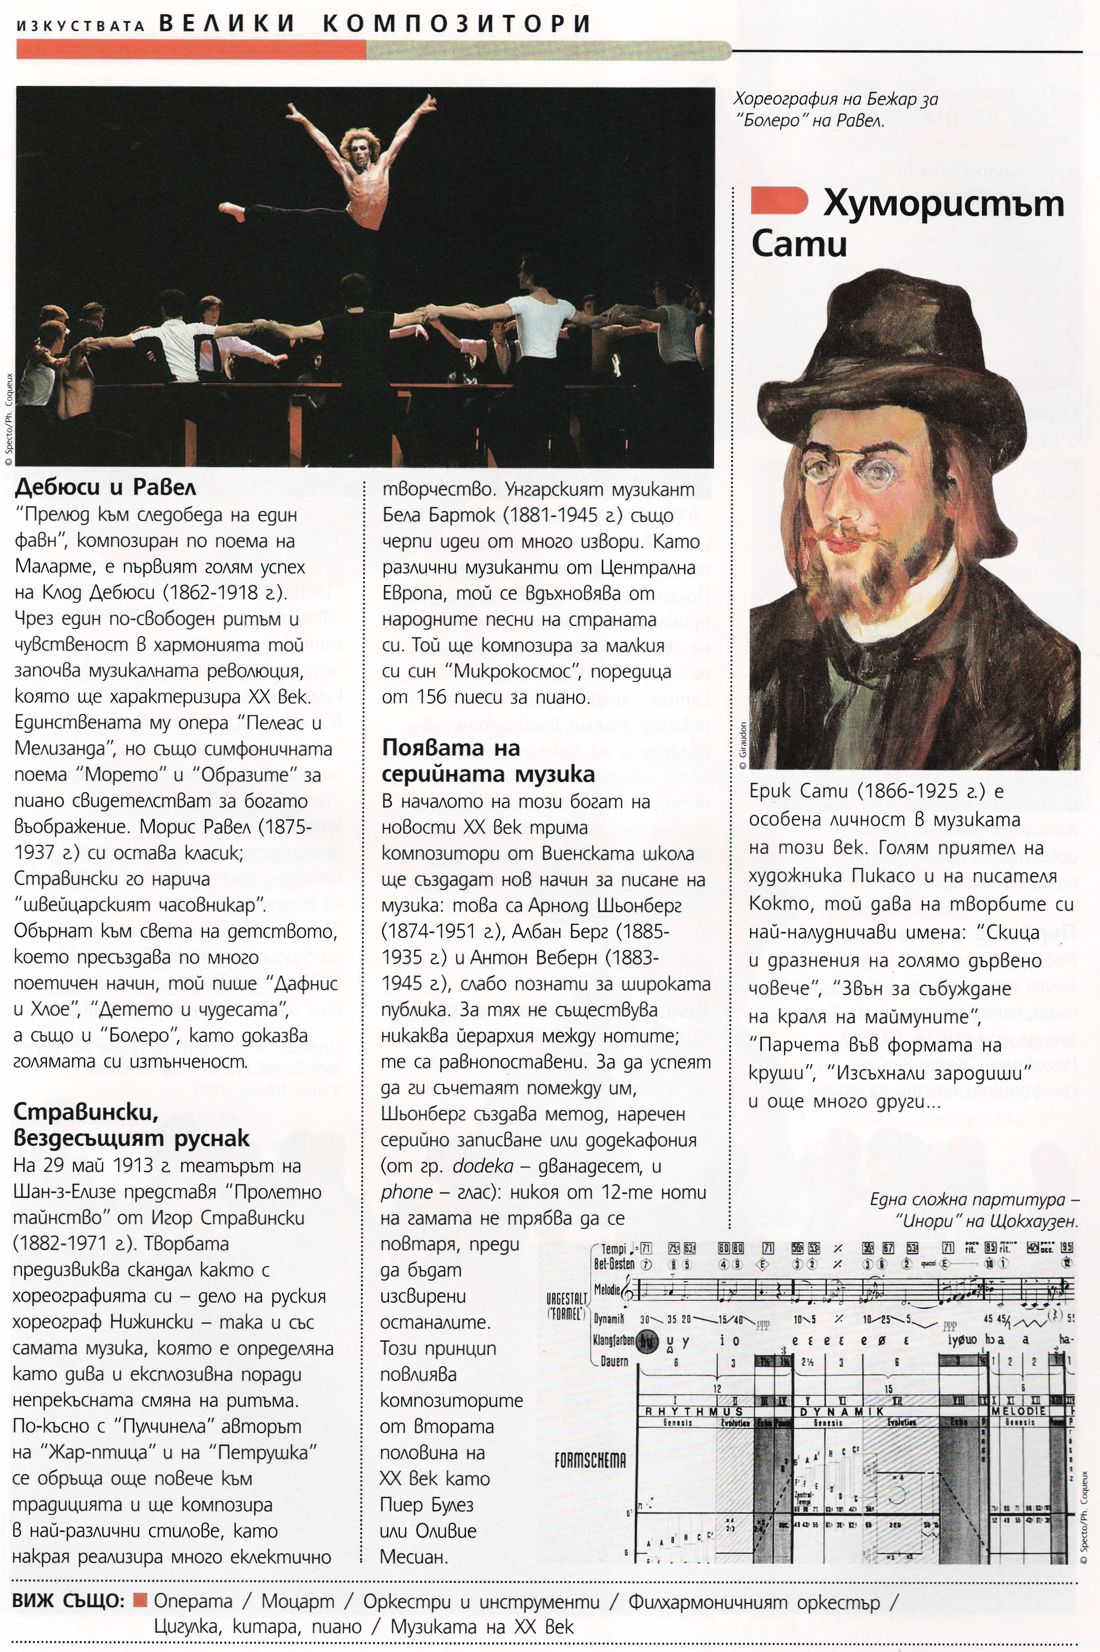 ИЗКУСТВАТА ВЕЛИКИ КОМПОЗИТОРИ
Хореография на Бежар за
"Болеро" на Равел.
© Specto/Ph. Coqueux
Дебюси и Равел
"Прелюд към следобеда на един
фавн", композиран по поема на
Маларме, е първият голям успех
на Клод Дебюси (1862-1918 г.).
Чрез един по-свободен ритъм и
чувственост в хармонията той
започва музикалната революция,
която ще характеризира XX век.
Единствената му опера "Пелеас и
Мелизанда", но също симфоничната
поема "Морето" и "Образите" за
пиано свидетелстват за богато
въображение. Морис Равел (1875-
1937 г.) си остава класик;
Стравински го нарича
"швейцарският часовникар".
Обърнат към света на детството,
което пресъздава по много
поетичен начин, той пише "Дафнис
и Хлое", "Детето и чудесата",
а също и "Болеро", като доказва
голямата си изтънченост.
Стравински,
вездесъщият руснак
На 29 май 1913 г. театърът на
Шан-з-Елизе представя "Пролетно
тайнство" от Игор Стравински
(1882-1971 г.). Творбата
предизвиква скандал както с
хореографията си – дело на руския
хореограф Нижински – така и със
самата музика, която е определяна
като дива и експлозивна поради
непрекъсната смяна на ритъма.
По-късно с "Пулчинела" авторът
на "Жар-птица" и на "Петрушка"
се обръща още повече към
традицията и ще композира
в най-различни стилове, като
накрая реализира много еклектично
творчество. Унгарският музикант
Бела Барток (1881-1945 г.) също
черпи идеи от много извори. Като
различни музиканти от Централна
Европа, той се вдъхновява от
народните песни на страната
си. Той ще композира за малкия
си син "Микрокосмос", поредица
от 156 пиеси за пиано.
Появата на
серийната музика
В началото на този богат на
новости XX век трима
композитори от Виенската школа
ще създадат нов начин за писане на
музика: това са Арнолд Шьонберг
(1874-1951 г.), Албан Берг (1885-
1935 г.) и Антон Веберн (1883-
1945 г.), слабо познати за широката
публика. За тях не съществува
никаква йерархия между нотите;
те са равнопоставени. За да успеят
да ги съчетаят помежду им,
Шьонберг създава метод, наречен
серийно записване или додекафония
(от гр. dodeka – дванадесет, и
phone – глас): никоя от 12-те ноти
на гамата не трябва да се
повтаря, преди
да бъдат
изсвирени
останалите.
Този принцип
повлиява
композиторите
от втората
половина на
XX век като
Пиер Булез
или Оливие
Месиан.
Хумористът
Сати
© Giraudon
Ерик Сати (1866-1925 г.) е
особена личност в музиката
на този век. Голям приятел на
художника Пикасо и на писателя
Кокто, той дава на творбите си
най-налудничави имена: "Скица
и дразнения на голямо дървено
човече", "Звън за събуждане
на краля на маймуните",
"Парчета във формата на
круши", "Изсъхнали зародиши"
и още много други...
Една сложна партитура –
"Инори" на Щокхаузен.
Tempi
Bet-Gesten
URGESTALT
("FORMEL")
Melodie
Dynamik
Klangfarben
Dauern
12 15
RHYTHMUS DYNAMIK MELODIE
Genesis Evolution Echo Genesis Evolution Echo Genesis
FORMSCHEMA
© Specto/Ph. Coqueux
ВИЖ СЪЩО: Операта / Моцарт / Оркестри и инструменти / Филхармоничният оркестър /
Цигулка, китара, пиано / Музиката на XX век